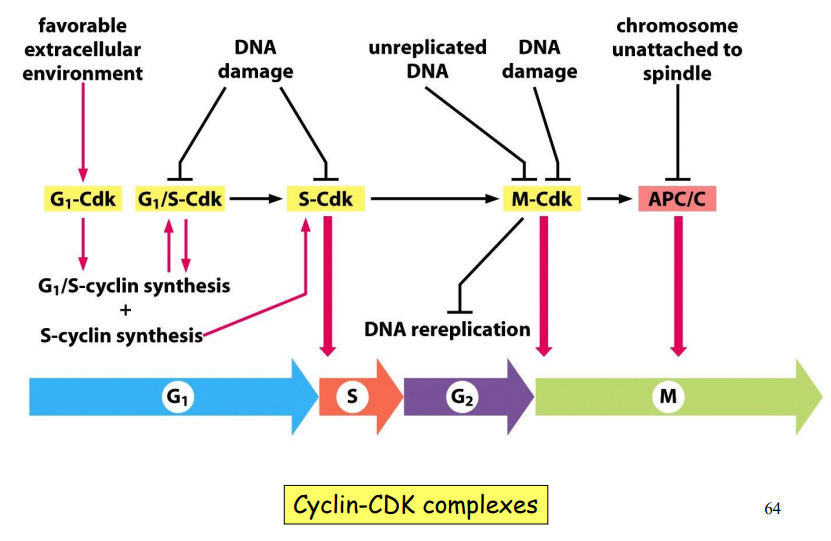 favorable
extracellular
environment
DNA
damage
unreplicated
DNA
DNA
damage
chromosome
unattached to
spindle
G₁-Cdk
G₁/S-Cdk
S-Cdk
M-Cdk
APC/C
G₁/S-cyclin synthesis
+
S-cyclin synthesis
DNA rereplication
G₁
S
G₂
M
Cyclin-CDK complexes
64